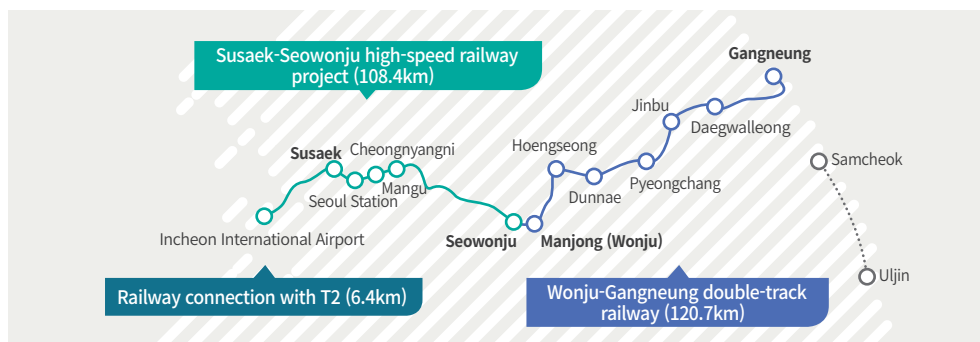 Susaek-Seowonju high-speed railway
project (108.4km)
Gangneung
Jinbu
Daegwalleong
Hoengseong
Cheongnyangni
Susaek
Samcheok
Pyeongchang
Dunnae
Mangu
Seoul Station
Incheon International Airport
Seowonju
Manjong (Wonju)
Uljin
Railway connection with T2 (6.4km)
Wonju-Gangneung double-track
railway (120.7km)